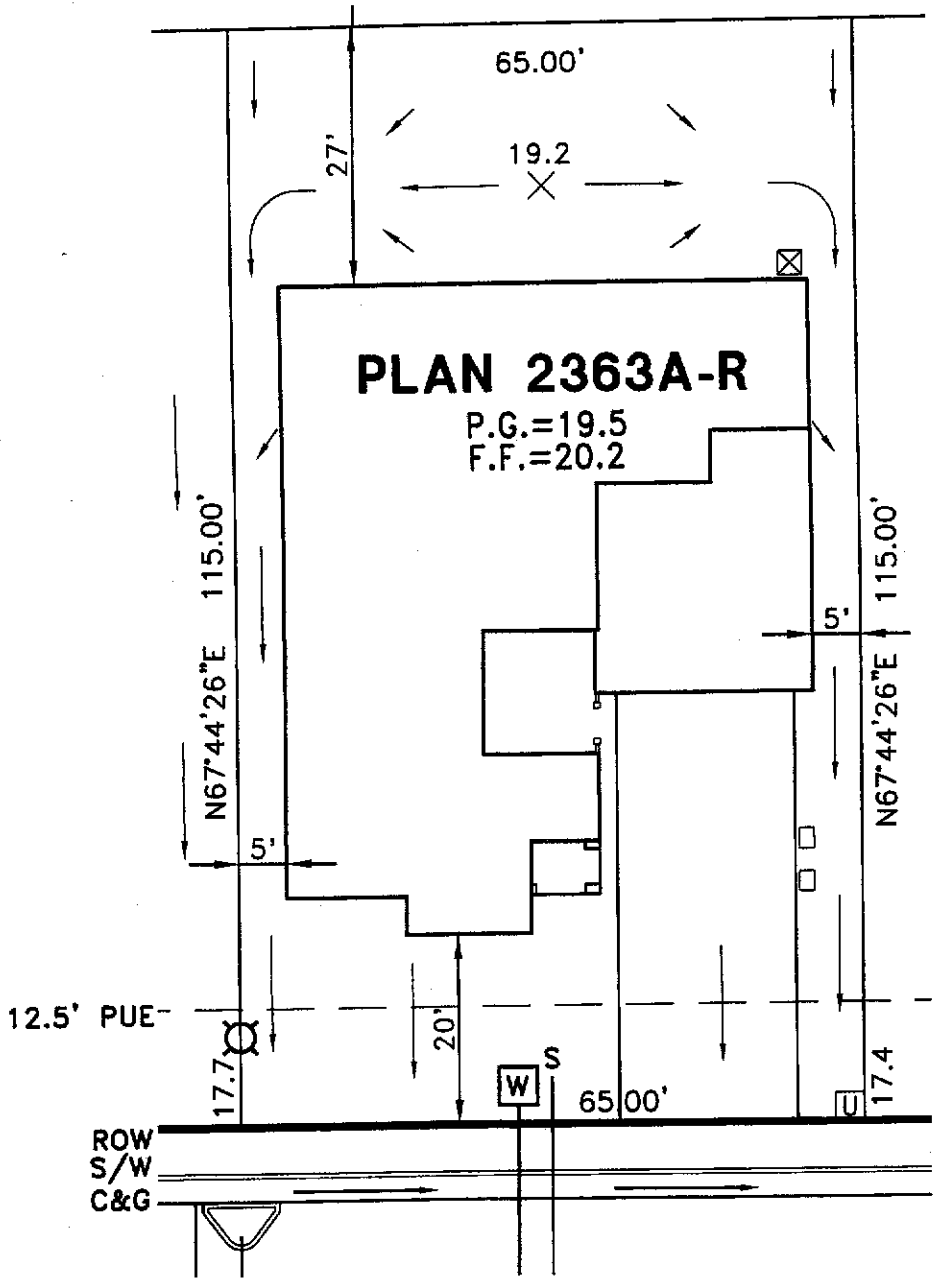 65.00'
27'
19.2
PLAN 2363A-R
P.G.=19.5
F.F.=20.2
N67°44'26"E 115.00'
N67°44'26"E 115.00'
5'
5'
12.5' PUE
20'
17.7
17.4
S
W
65.00'
U
ROW
S/W
C&G